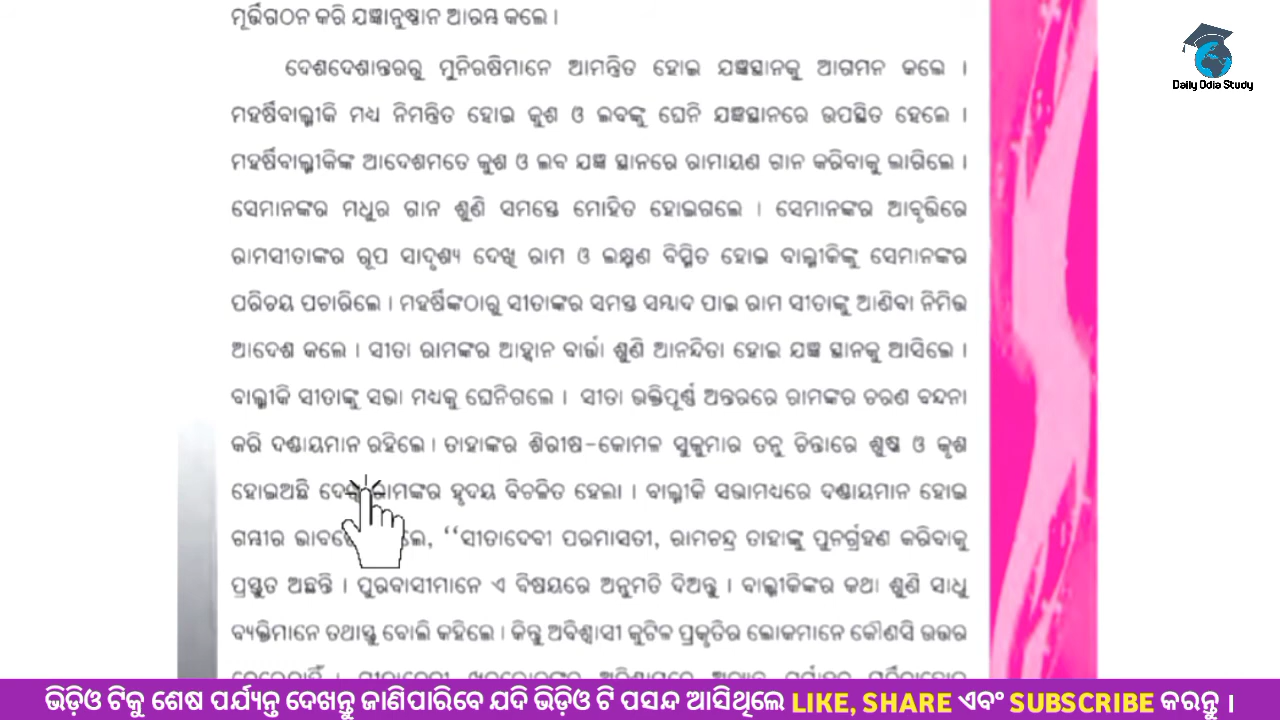 ମୂର୍ତ୍ତିଗଠନ କରି ଯଜ୍ଞାନୁଷ୍ଠାନ ଆରମ୍ଭ କଲେ ।
ଦେଶଦେଶାନ୍ତରରୁ ମୁନିଋଷିମାନେ ଆମନ୍ତ୍ରିତ ହୋଇ ଯଜ୍ଞସ୍ଥାନକୁ ଆଗମନ କଲେ ।
Daily Odia Study
ମହର୍ଷିବାଲ୍ମୀକି ମଧ୍ୟ ନିମନ୍ତ୍ରିତ ହୋଇ କୁଶ ଓ ଲବଙ୍କୁ ଘେନି ଯଜ୍ଞସ୍ଥାନରେ ଉପସ୍ଥିତ ହେଲେ ।
ମହର୍ଷିବାଲ୍ମୀକିଙ୍କ ଆଦେଶମତେ କୁଶ ଓ ଲବ ଯଜ୍ଞ ସ୍ଥାନରେ ରାମାୟଣ ଗାନ କରିବାକୁ ଲାଗିଲେ ।
ସେମାନଙ୍କର ମଧୁର ଗାନ ଶୁଣି ସମସ୍ତେ ମୋହିତ ହୋଇଗଲେ । ସେମାନଙ୍କର ଆବୃତ୍ତିରେ
ରାମସୀତାଙ୍କର ରୂପ ସାଦୃଶ୍ୟ ଦେଖି ରାମ ଓ ଲକ୍ଷ୍ମଣ ବିସ୍ମିତ ହୋଇ ବାଲ୍ମୀକିଙ୍କୁ ସେମାନଙ୍କର
ପରିଚୟ ପଚାରିଲେ । ମହର୍ଷିଙ୍କଠାରୁ ସୀତାଙ୍କର ସମସ୍ତ ସମ୍ବାଦ ପାଇ ରାମ ସୀତାଙ୍କୁ ଆଣିବା ନିମିତ୍ତ
ଆଦେଶ କଲେ । ସୀତା ରାମଙ୍କର ଆହ୍ୱାନ ବାର୍ତ୍ତା ଶୁଣି ଆନନ୍ଦିତା ହୋଇ ଯଜ୍ଞ ସ୍ଥାନକୁ ଆସିଲେ ।
ବାଲ୍ମୀକି ସୀତାଙ୍କୁ ସଭା ମଧ୍ୟକୁ ଘେନିଗଲେ । ସୀତା ଭକ୍ତିପୂର୍ଣ୍ଣ ଅନ୍ତରରେ ରାମଙ୍କର ଚରଣ ବନ୍ଦନା
କରି ଦଣ୍ଡାୟମାନ ରହିଲେ । ତାହାଙ୍କର ଶିରୀଷ-କୋମଳ ସୁକୁମାର ତନୁ ଚିନ୍ତାରେ ଶୁଷ୍କ ଓ କୃଶ
ହୋଇଅଛି ରାମଙ୍କର ହୃଦୟ ବିଚଳିତ ହେଲା । ବାଲ୍ମୀକି ସଭାମଧ୍ୟରେ ଦଣ୍ଡାୟମାନ ହୋଇ
ଗମ୍ଭୀର “ସୀତାଦେବୀ ପରମାସତୀ, ରାମଚନ୍ଦ୍ର ତାହାଙ୍କୁ ପୁନର୍ଗ୍ରହଣ କରିବାକୁ
ପ୍ରସ୍ତୁତ ଅଛନ୍ତି । ପୁରବାସୀମାନେ ଏ ବିଷୟରେ ଅନୁମତି ଦିଅନ୍ତୁ । ବାଲ୍ମୀକିଙ୍କର କଥା ଶୁଣି ସାଧୁ
ବ୍ୟକ୍ତିମାନେ ତଥାସ୍ତୁ ବୋଲି କହିଲେ । କିନ୍ତୁ ଅବିଶ୍ୱାସୀ କୁଟିଳ ପ୍ରକୃତିର ଲୋକମାନେ କୌଣସି ଉତ୍ତର
ଭିଡ଼ିଓ ଟିକୁ ଶେଷ ପର୍ଯ୍ୟନ୍ତ ଦେଖନ୍ତୁ ଜାଣିପାରିବେ ଯଦି ଭିଡ଼ିଓ ଟି ପସନ୍ଦ ଆସିଥିଲେ LIKE, SHARE ଏବଂ SUBSCRIBE କରନ୍ତୁ ।